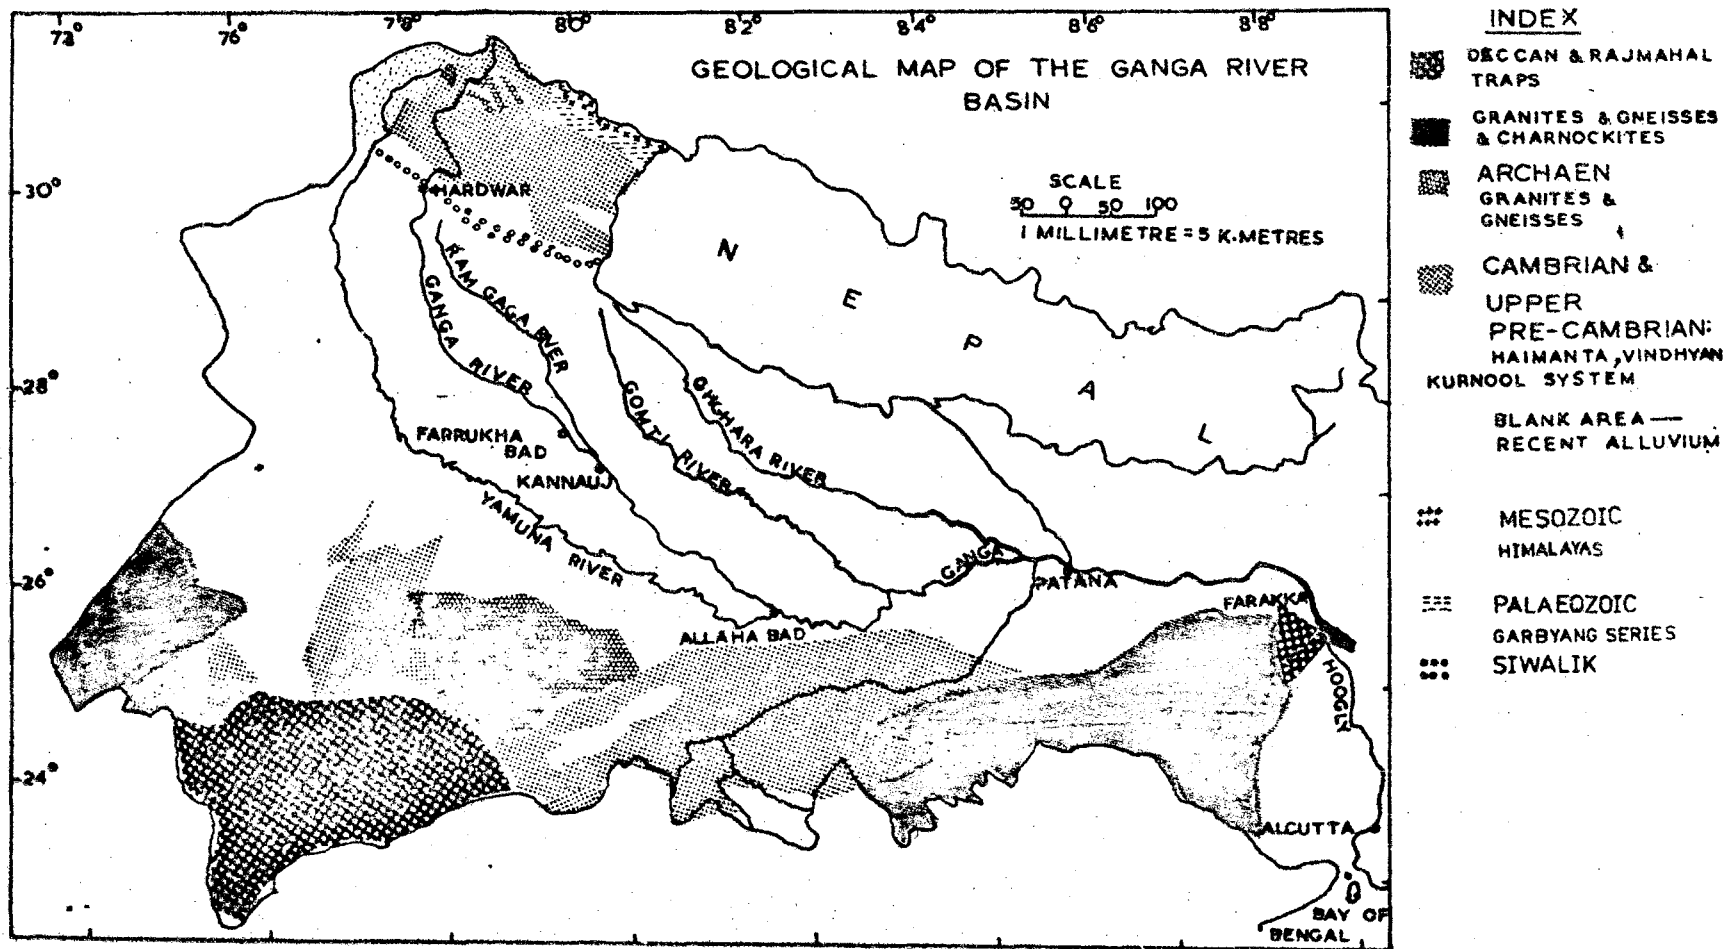 72° 76° 78° 80° 82° 84° 86° 88°
GEOLOGICAL MAP OF THE GANGA RIVER
BASIN
30°
28°
26°
24°
SCALE
50 0 50 100
1 MILLIMETRE = 5 K.METRES
NEPAL
HARDWAR
RAM GAGA RIVER
GANGA RIVER
GOMTI RIVER
GHGHARA RIVER
FARRUKHA
BAD
KANNAUJ
YAMUNA RIVER
GANGA
PATANA
ALLAHA BAD
FARAKKA
HOOGLY
ALCUTTA
BAY OF
BENGAL
INDEX
DECCAN & RAJMAHAL
TRAPS
GRANITES & GNEISSES
& CHARNOCKITES
ARCHAEN
GRANITES &
GNEISSES
CAMBRIAN &
UPPER
PRE-CAMBRIAN:
HAIMANTA, VINDHYAN
KURNOOL SYSTEM
BLANK AREA —
RECENT ALLUVIUM
MESOZOIC
HIMALAYAS
PALAEOZOIC
GARBYANG SERIES
SIWALIK